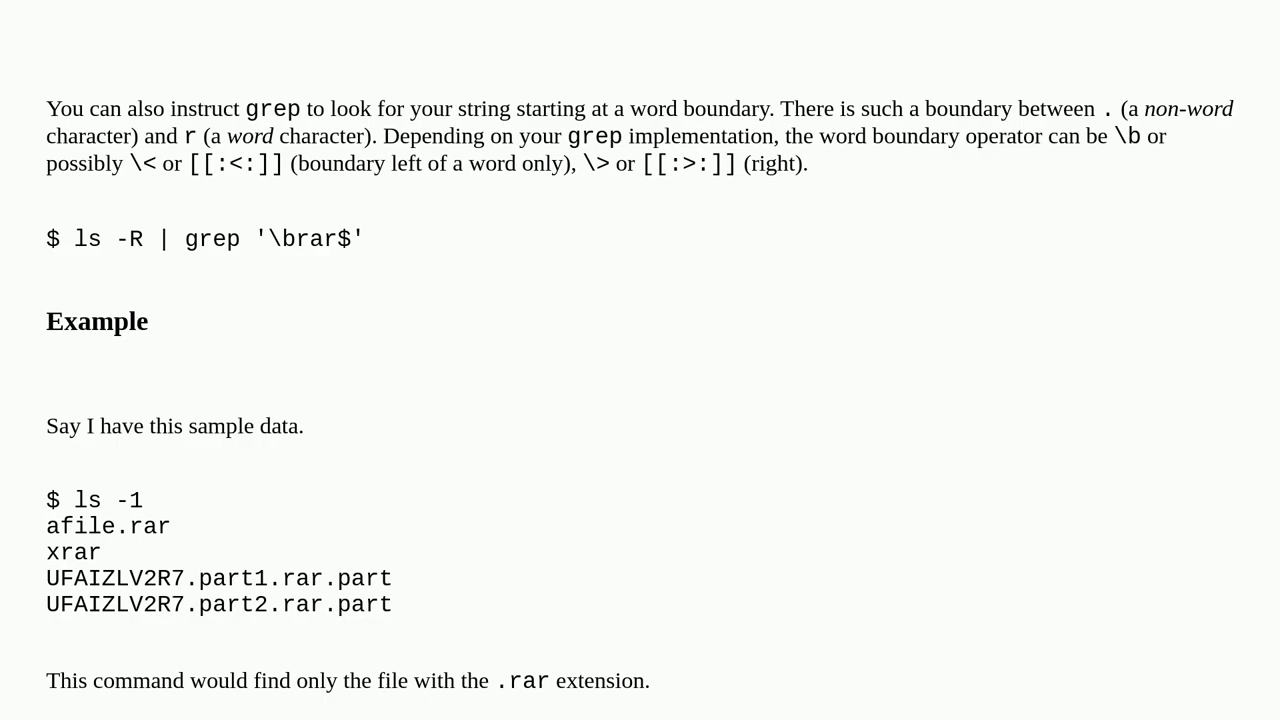 You can also instruct grep to look for your string starting at a word boundary. There is such a boundary between . (a non-word
character) and r (a word character). Depending on your grep implementation, the word boundary operator can be \b or
possibly \< or [[:<:]] (boundary left of a word only), \> or [[:>:]] (right).
$ ls -R | grep '\brar$'
Example
Say I have this sample data.
$ ls -1
afile.rar
xrar
UFAIZLV2R7.part1.rar.part
UFAIZLV2R7.part2.rar.part
This command would find only the file with the .rar extension.